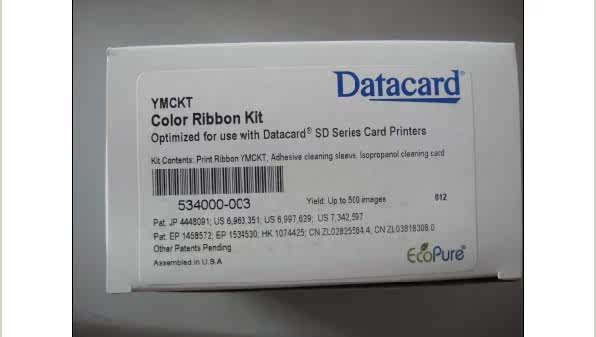 Datacard®
YMCKT
Color Ribbon Kit
Optimized for use with Datacard® SD Series Card Printers
Kit Contents: Print Ribbon YMCKT, Adhesive cleaning sleeve, Isopropanol cleaning card
534000-003
Yield: Up to 500 images
012
Pat. JP 4448091; US 6,963,351; US 6,997,629; US 7,342,597
Pat. EP 1458572; EP 1534530; HK 1074425; CN ZL02825584.4; CN ZL03818308.0
Other Patents Pending
Assembled in U.S.A
EcoPure®